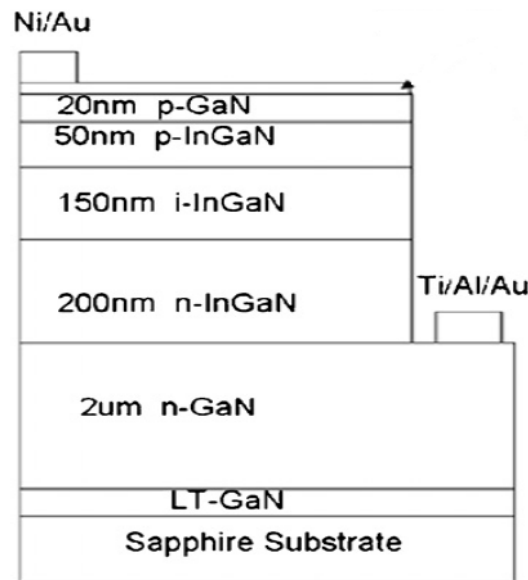 Ni/Au
20nm p-GaN
50nm p-InGaN
150nm i-InGaN
Ti/Al/Au
200nm n-InGaN
2um n-GaN
LT-GaN
Sapphire Substrate